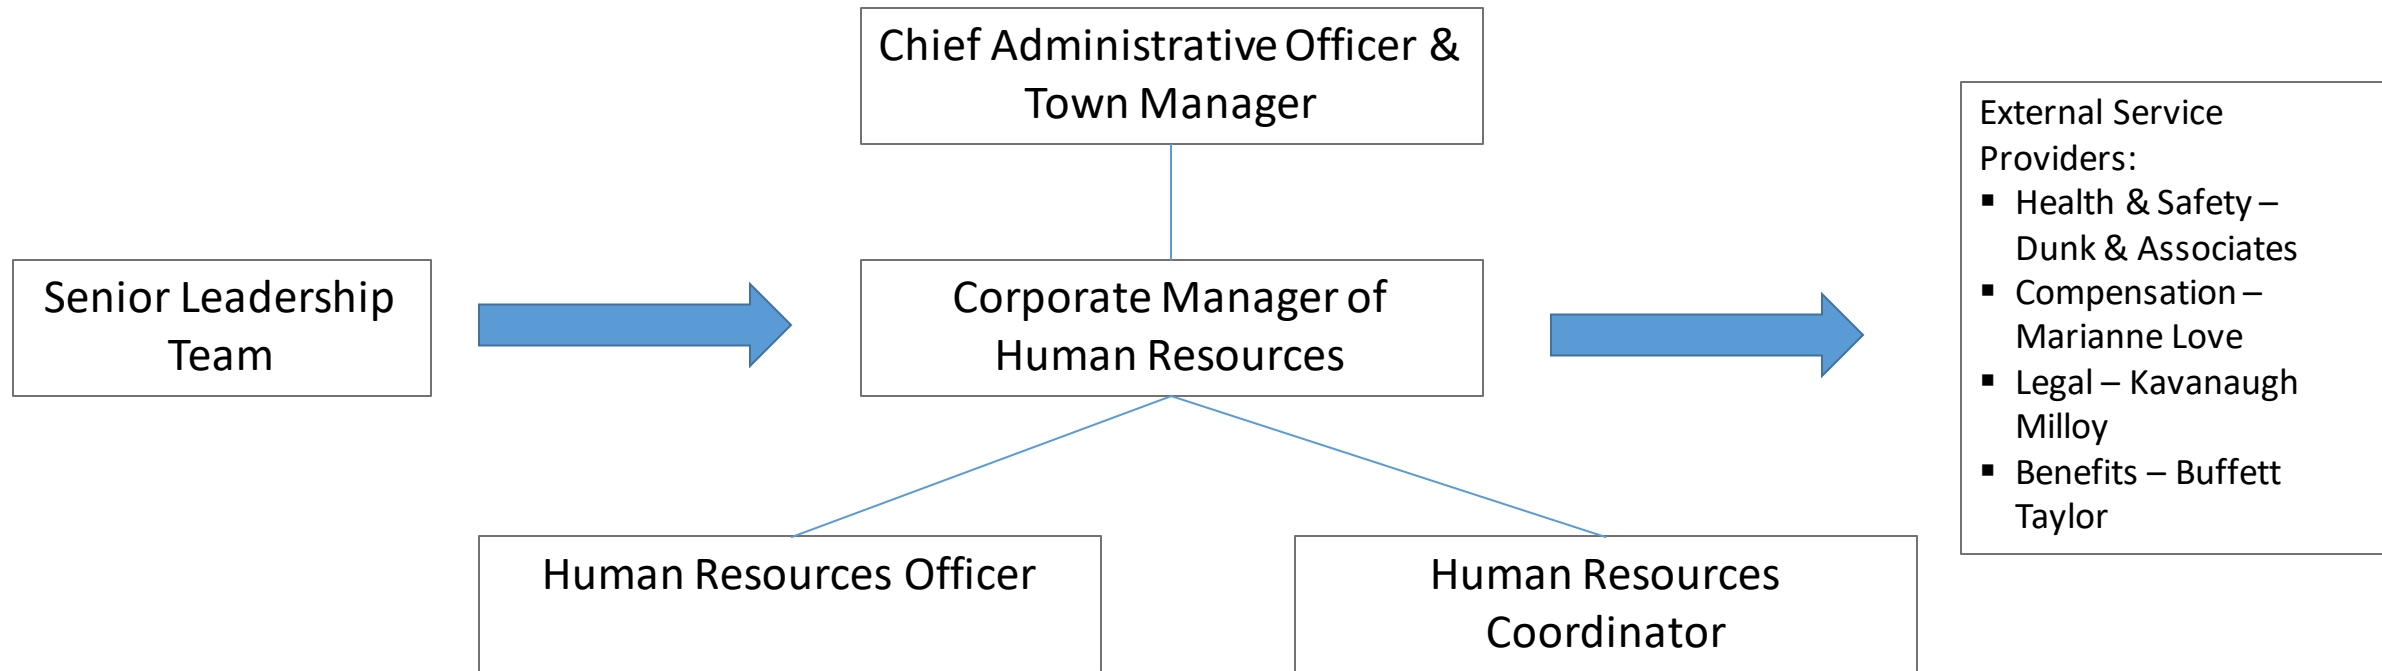 Chief Administrative Officer &
Town Manager
Senior Leadership
Team
Corporate Manager of
Human Resources
External Service
Providers:
▪ Health & Safety –
Dunk & Associates
▪ Compensation –
Marianne Love
▪ Legal – Kavanaugh
Milloy
▪ Benefits – Buffett
Taylor
Human Resources Officer
Human Resources
Coordinator